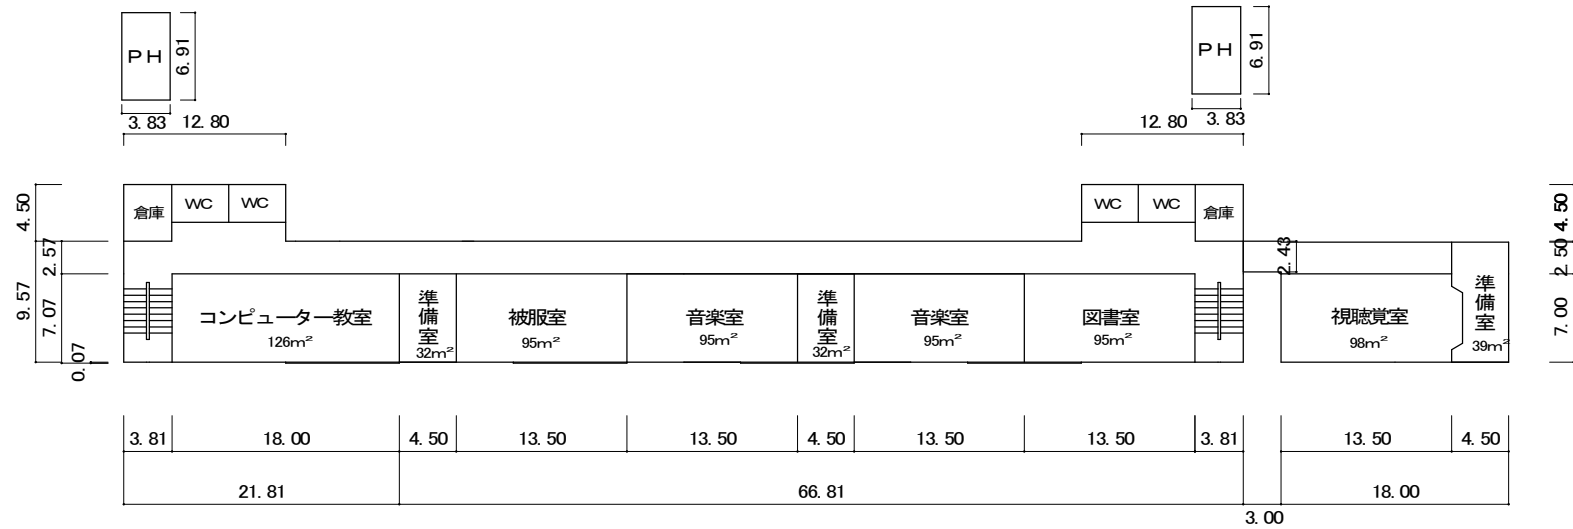 PH
6.91
3.83
12.80
PH
6.91
12.80
3.83
倉庫
WC
WC
WC
WC
倉庫
4.50
2.57
9.57
7.07
0.07
コンピューター教室
126m²
準備室
32m²
被服室
95m²
音楽室
95m²
準備室
32m²
音楽室
95m²
図書室
95m²
2.43
視聴覚室
98m²
準備室
39m²
4.50
2.50
7.00
3.81
18.00
4.50
13.50
13.50
4.50
13.50
13.50
3.81
13.50
4.50
21.81
66.81
3.00
18.00